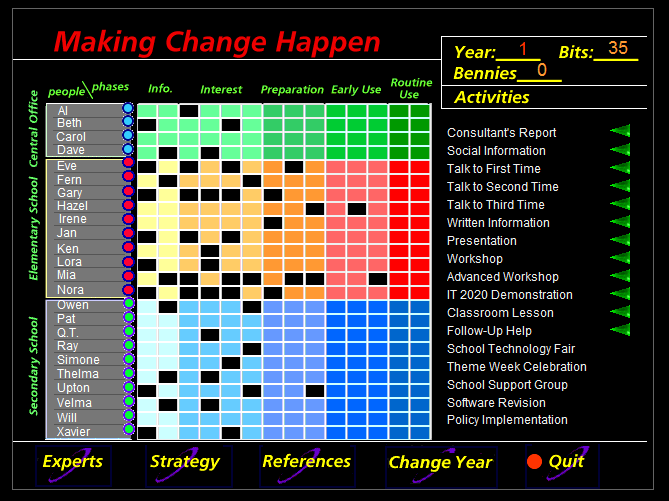 Making Change Happen
Year: 1 Bits: 35
Bennies 0
Activities
people \ phases Info. Interest Preparation Early Use Routine Use
Central Office
Al
Beth
Carol
Dave
Elementary School
Eve
Fern
Gary
Hazel
Irene
Jan
Ken
Lora
Mia
Nora
Secondary School
Owen
Pat
Q.T.
Ray
Simone
Thelma
Upton
Velma
Will
Xavier
Consultant's Report
Social Information
Talk to First Time
Talk to Second Time
Talk to Third Time
Written Information
Presentation
Workshop
Advanced Workshop
IT 2020 Demonstration
Classroom Lesson
Follow-Up Help
School Technology Fair
Theme Week Celebration
School Support Group
Software Revision
Policy Implementation
Experts Strategy References Change Year Quit